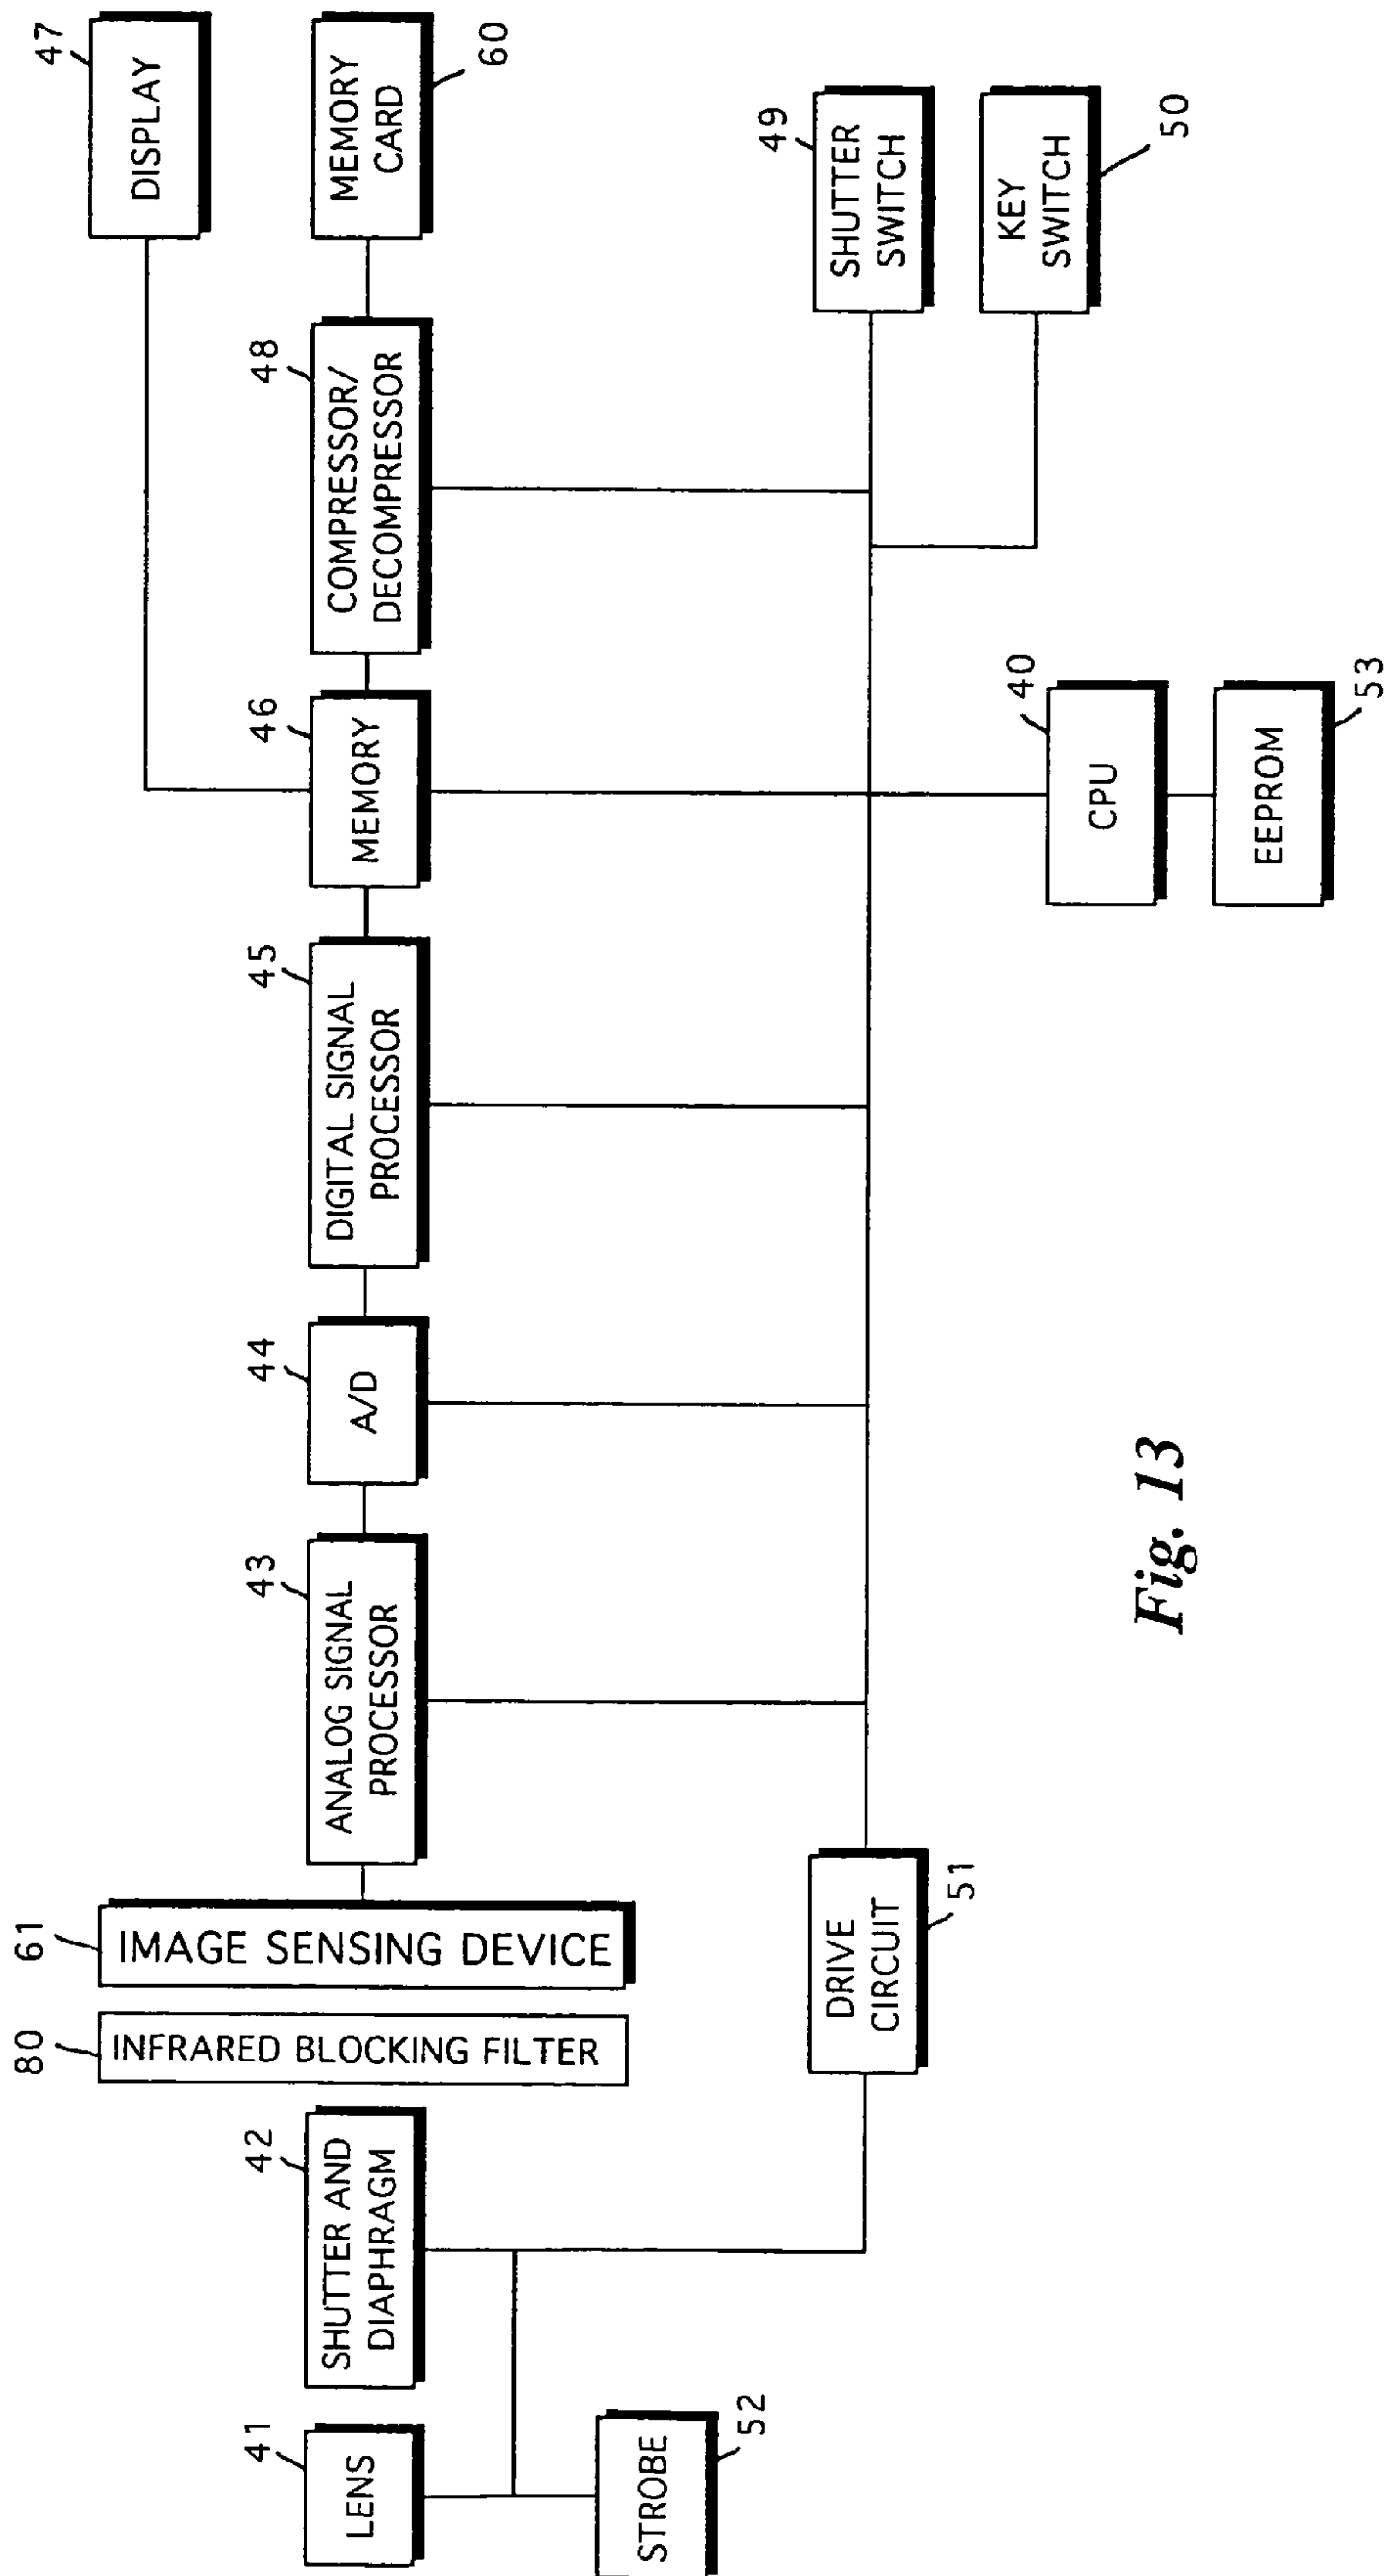 47
DISPLAY
MEMORY
CARD
60
48
COMPRESSOR/
DECOMPRESSOR
46
MEMORY
45
DIGITAL SIGNAL
PROCESSOR
44
A/D
43
ANALOG SIGNAL
PROCESSOR
61
IMAGE SENSING DEVICE
80
INFRARED BLOCKING FILTER
42
SHUTTER AND
DIAPHRAGM
41
LENS
STROBE
52
DRIVE
CIRCUIT
51
49
SHUTTER
SWITCH
KEY
SWITCH
50
40
CPU
EEPROM
53
Fig. 13